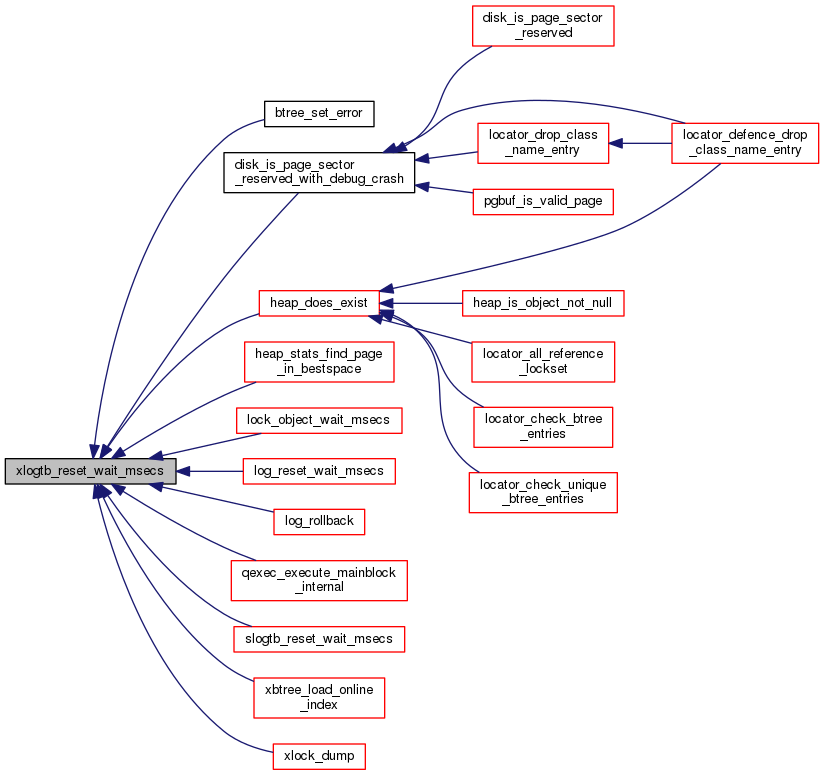 disk_is_page_sector
_reserved
btree_set_error
locator_drop_class
_name_entry
locator_defence_drop
_class_name_entry
disk_is_page_sector
_reserved_with_debug_crash
pgbuf_is_valid_page
heap_does_exist
heap_is_object_not_null
heap_stats_find_page
_in_bestspace
locator_all_reference
_lockset
lock_object_wait_msecs
locator_check_btree
_entries
xlogtb_reset_wait_msecs
log_reset_wait_msecs
locator_check_unique
_btree_entries
log_rollback
qexec_execute_mainblock
_internal
slogtb_reset_wait_msecs
xbtree_load_online
_index
xlock_dump